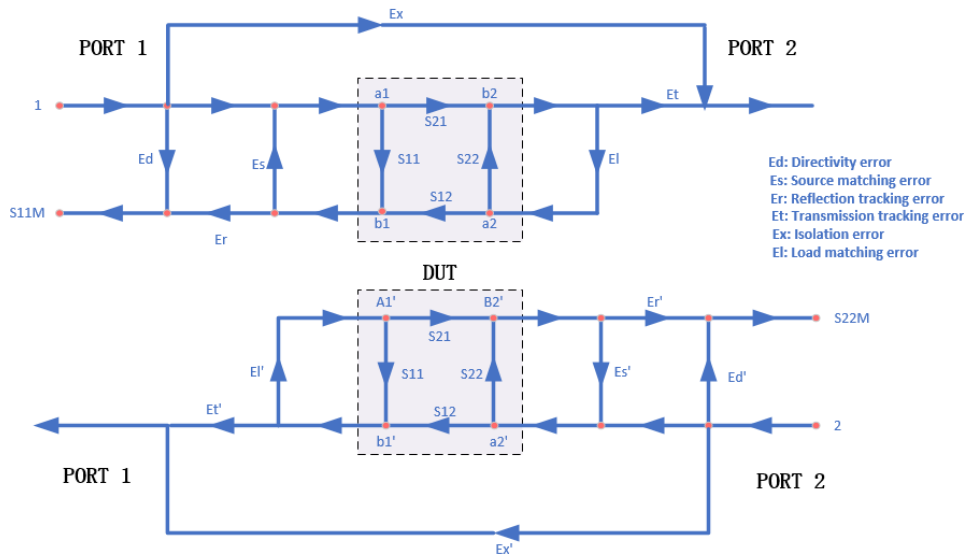 Ex
PORT 1
PORT 2
1
a1
b2
Et
S21
Ed
Es
S11
S22
El
S12
S11M
Er
b1
a2
Ed: Directivity error
Es: Source matching error
Er: Reflection tracking error
Et: Transmission tracking error
Ex: Isolation error
El: Load matching error
DUT
A1'
B2'
Er'
S22M
S21
El'
S11
S22
Es'
Ed'
Et'
S12
2
b1'
a2'
PORT 1
PORT 2
Ex'